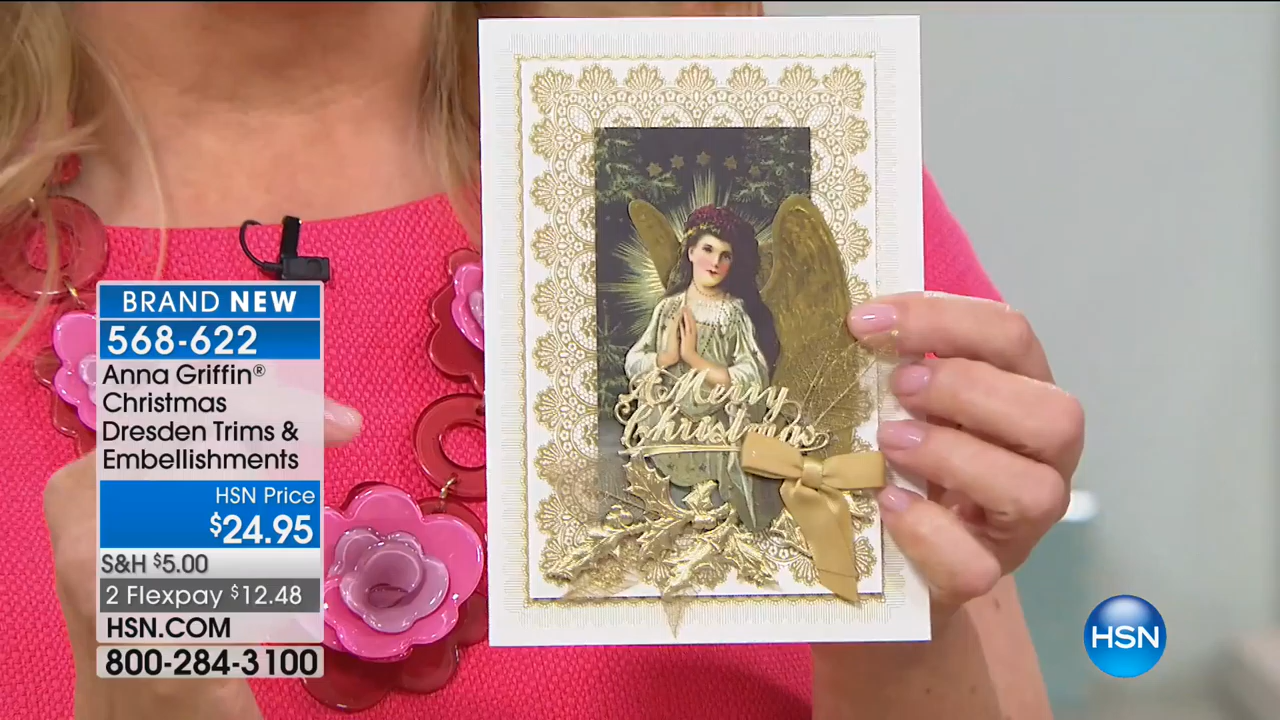 BRAND NEW
568-622
Anna Griffin®
Christmas
Dresden Trims &
Embellishments
HSN Price
$24.95
S&H $5.00
2 Flexpay $12.48
HSN.COM
800-284-3100
Merry
Christmas
HSN